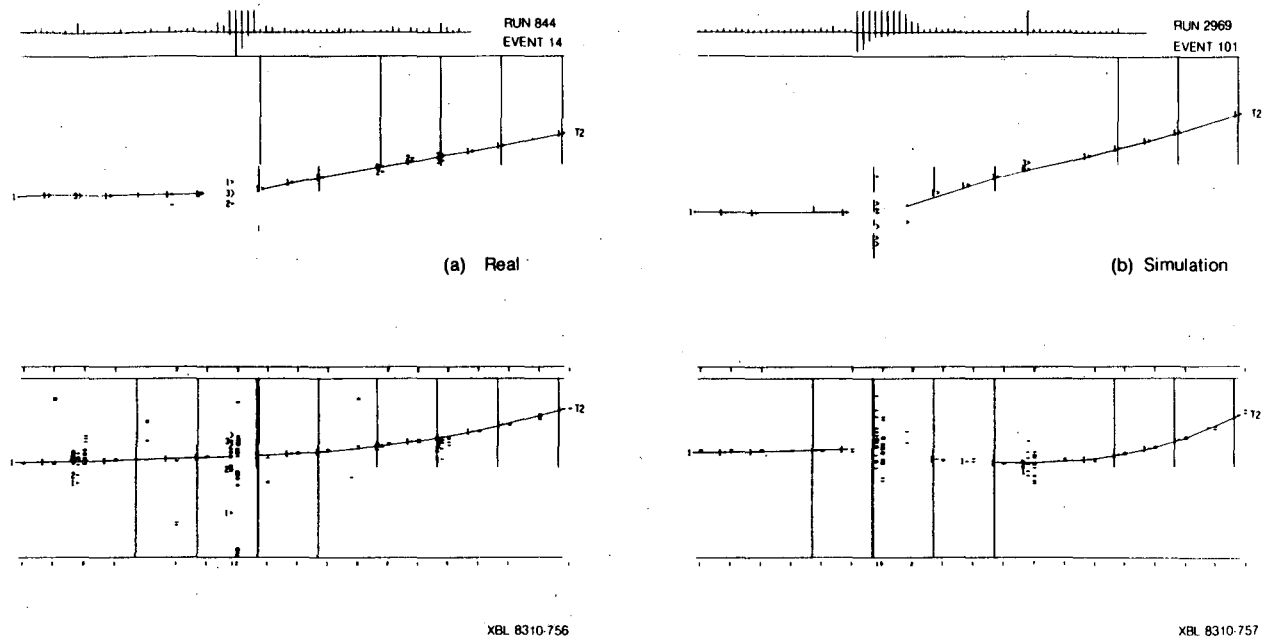 RUN 844
EVENT 14
T2
(a) Real
T2
XBL 8310-756
RUN 2969
EVENT 101
T2
(b) Simulation
T2
XBL 8310-757